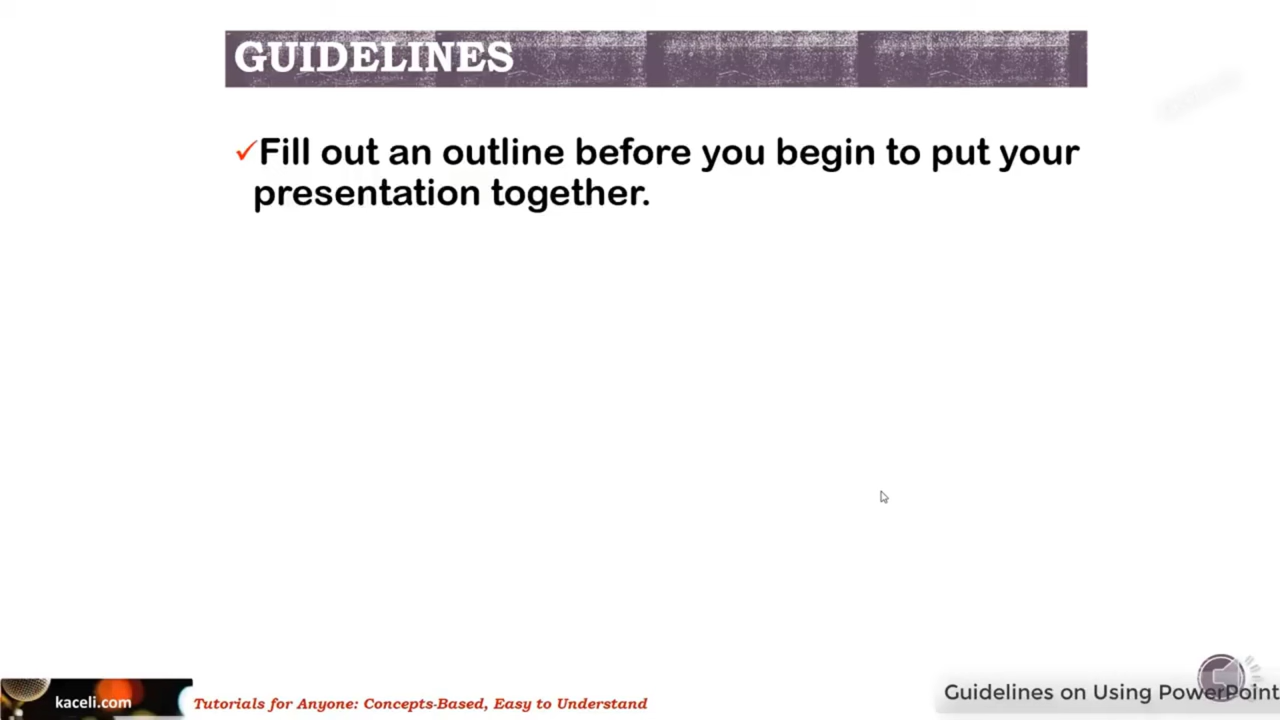 GUIDELINES
✓Fill out an outline before you begin to put your
presentation together.
kaceli.com
Tutorials for Anyone: Concepts-Based, Easy to Understand
Guidelines on Using PowerPoint